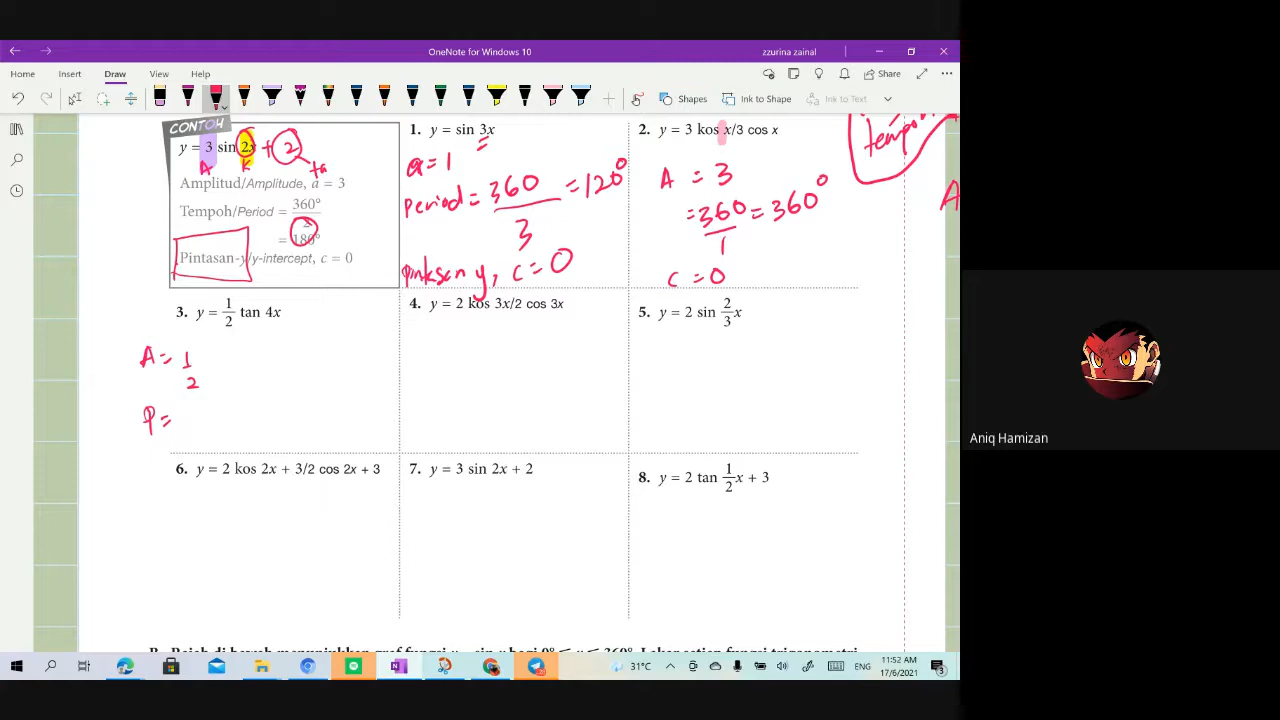 OneNote for Windows 10
zzurina zainal
Home Insert Draw View Help
Share
Shapes Ink to Shape Ink to Text
CONTOH
y = 3 sin 2x + 2
A K
Amplitud/Amplitude, a = 3
Tempoh/Period = 360°
2
= 180°
Pintasan-y/y-intercept, c = 0
1. y = sin 3x
a = 1
period = 360 = 120°
3
pintasan y, c = 0
2. y = 3 kos x/3 cos x
A = 3
= 360 = 360°
1
c = 0
tempoh
A
3. y = 1/2 tan 4x
A = 1
2
P =
4. y = 2 kos 3x/2 cos 3x
5. y = 2 sin 2/3 x
6. y = 2 kos 2x + 3/2 cos 2x + 3
7. y = 3 sin 2x + 2
8. y = 2 tan 1/2 x + 3
Aniq Hamizan
31°C
ENG
11:52 AM
17/6/2021
3